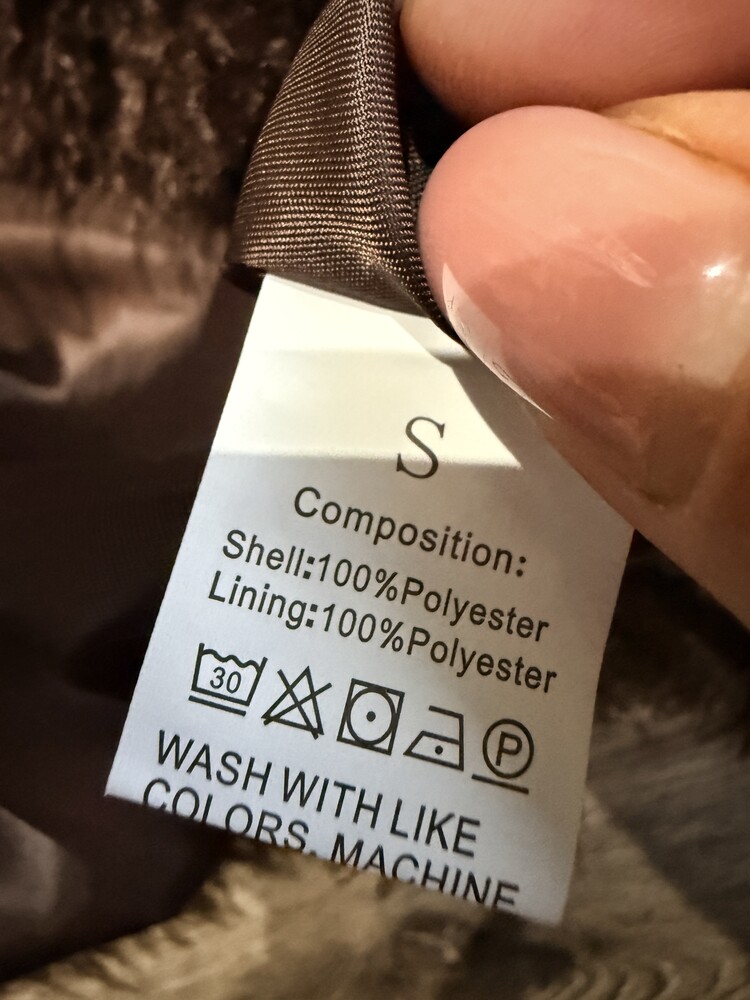 S
Composition:
Shell:100%Polyester
Lining:100%Polyester
30 P
WASH WITH LIKE
COLORS. MACHINE